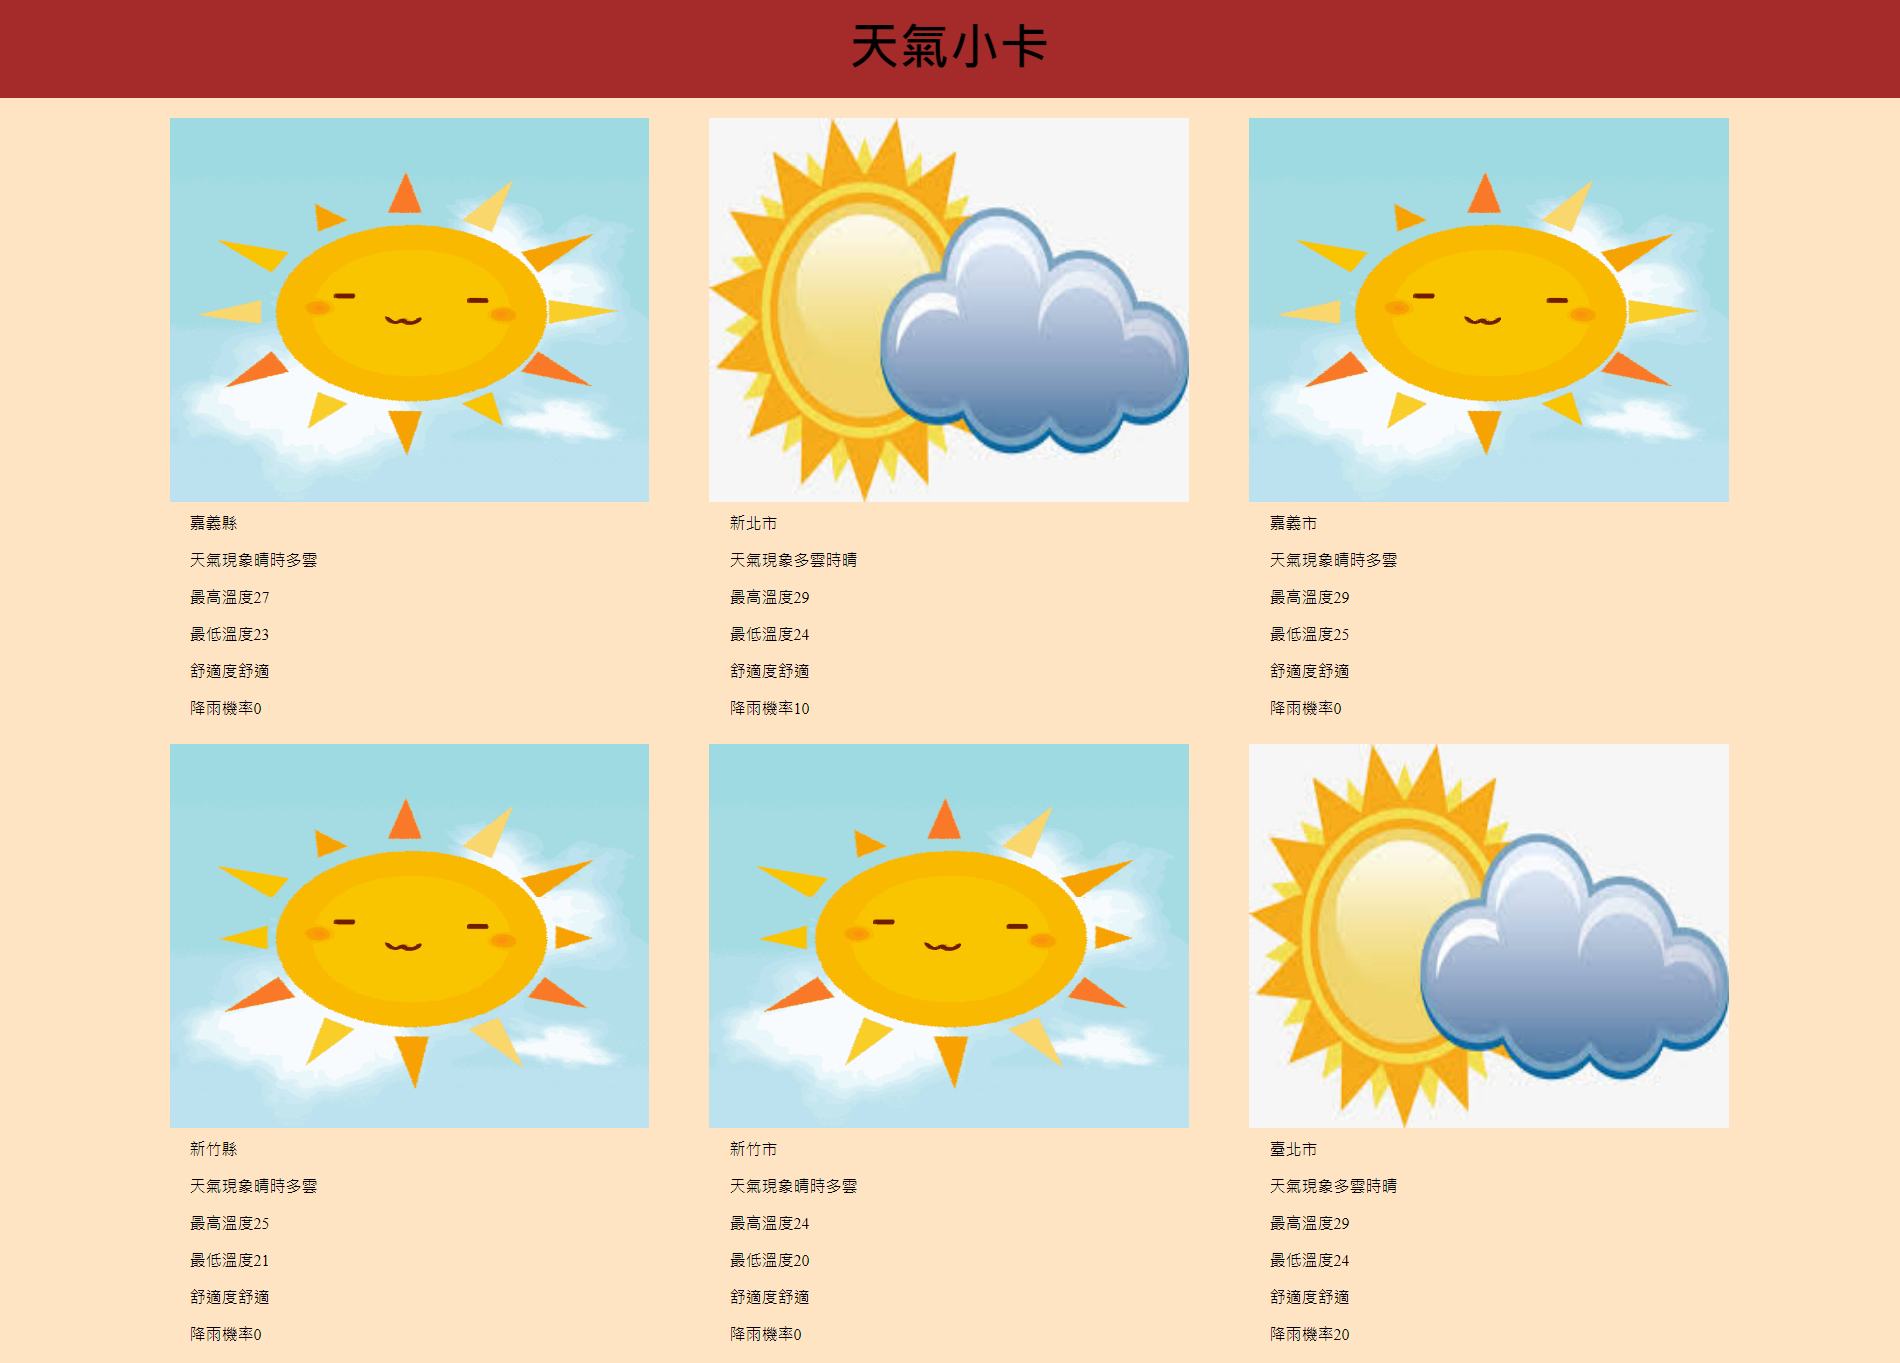 天氣小卡
嘉義縣
天氣現象晴時多雲
最高溫度27
最低溫度23
舒適度舒適
降雨機率0
新北市
天氣現象多雲時晴
最高溫度29
最低溫度24
舒適度舒適
降雨機率10
嘉義市
天氣現象晴時多雲
最高溫度29
最低溫度25
舒適度舒適
降雨機率0
新竹縣
天氣現象晴時多雲
最高溫度25
最低溫度21
舒適度舒適
降雨機率0
新竹市
天氣現象晴時多雲
最高溫度24
最低溫度20
舒適度舒適
降雨機率0
臺北市
天氣現象多雲時晴
最高溫度29
最低溫度24
舒適度舒適
降雨機率20